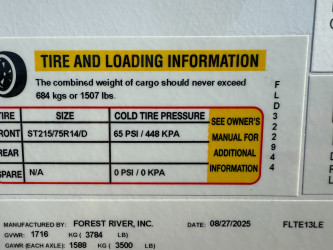 TIRE AND LOADING INFORMATION
The combined weight of cargo should never exceed
684 kgs or 1507 lbs.
TIRE SIZE COLD TIRE PRESSURE
FRONT ST215/75R14/D 65 PSI / 448 KPA
REAR
SPARE N/A 0 PSI / 0 KPA
SEE OWNER'S
MANUAL FOR
ADDITIONAL
INFORMATION
FLD322944
MANUFACTURED BY: FOREST RIVER, INC. DATE: 08/27/2025 FLTE13LE
GVWR: 1716 KG ( 3784 LB)
GAWR (EACH AXLE): 1588 KG ( 3500 LB)